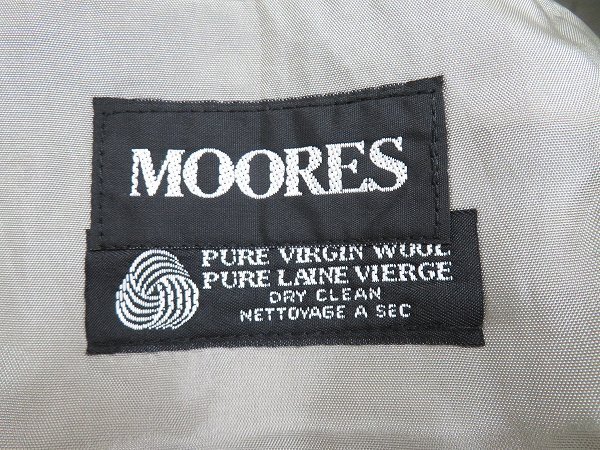 MOORES
PURE VIRGIN WOOL
PURE LAINE VIERGE
DRY CLEAN
NETTOYAGE A SEC